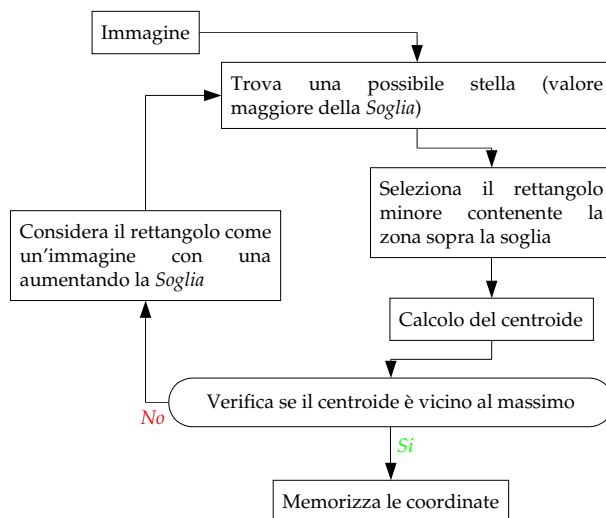 Immagine
Trova una possibile stella (valore
maggiore della Soglia)
Seleziona il rettangolo
minore contenente la
zona sopra la soglia
Considera il rettangolo come
un'immagine con una
aumentando la Soglia
Calcolo del centroide
Verifica se il centroide è vicino al massimo
No
Si
Memorizza le coordinate